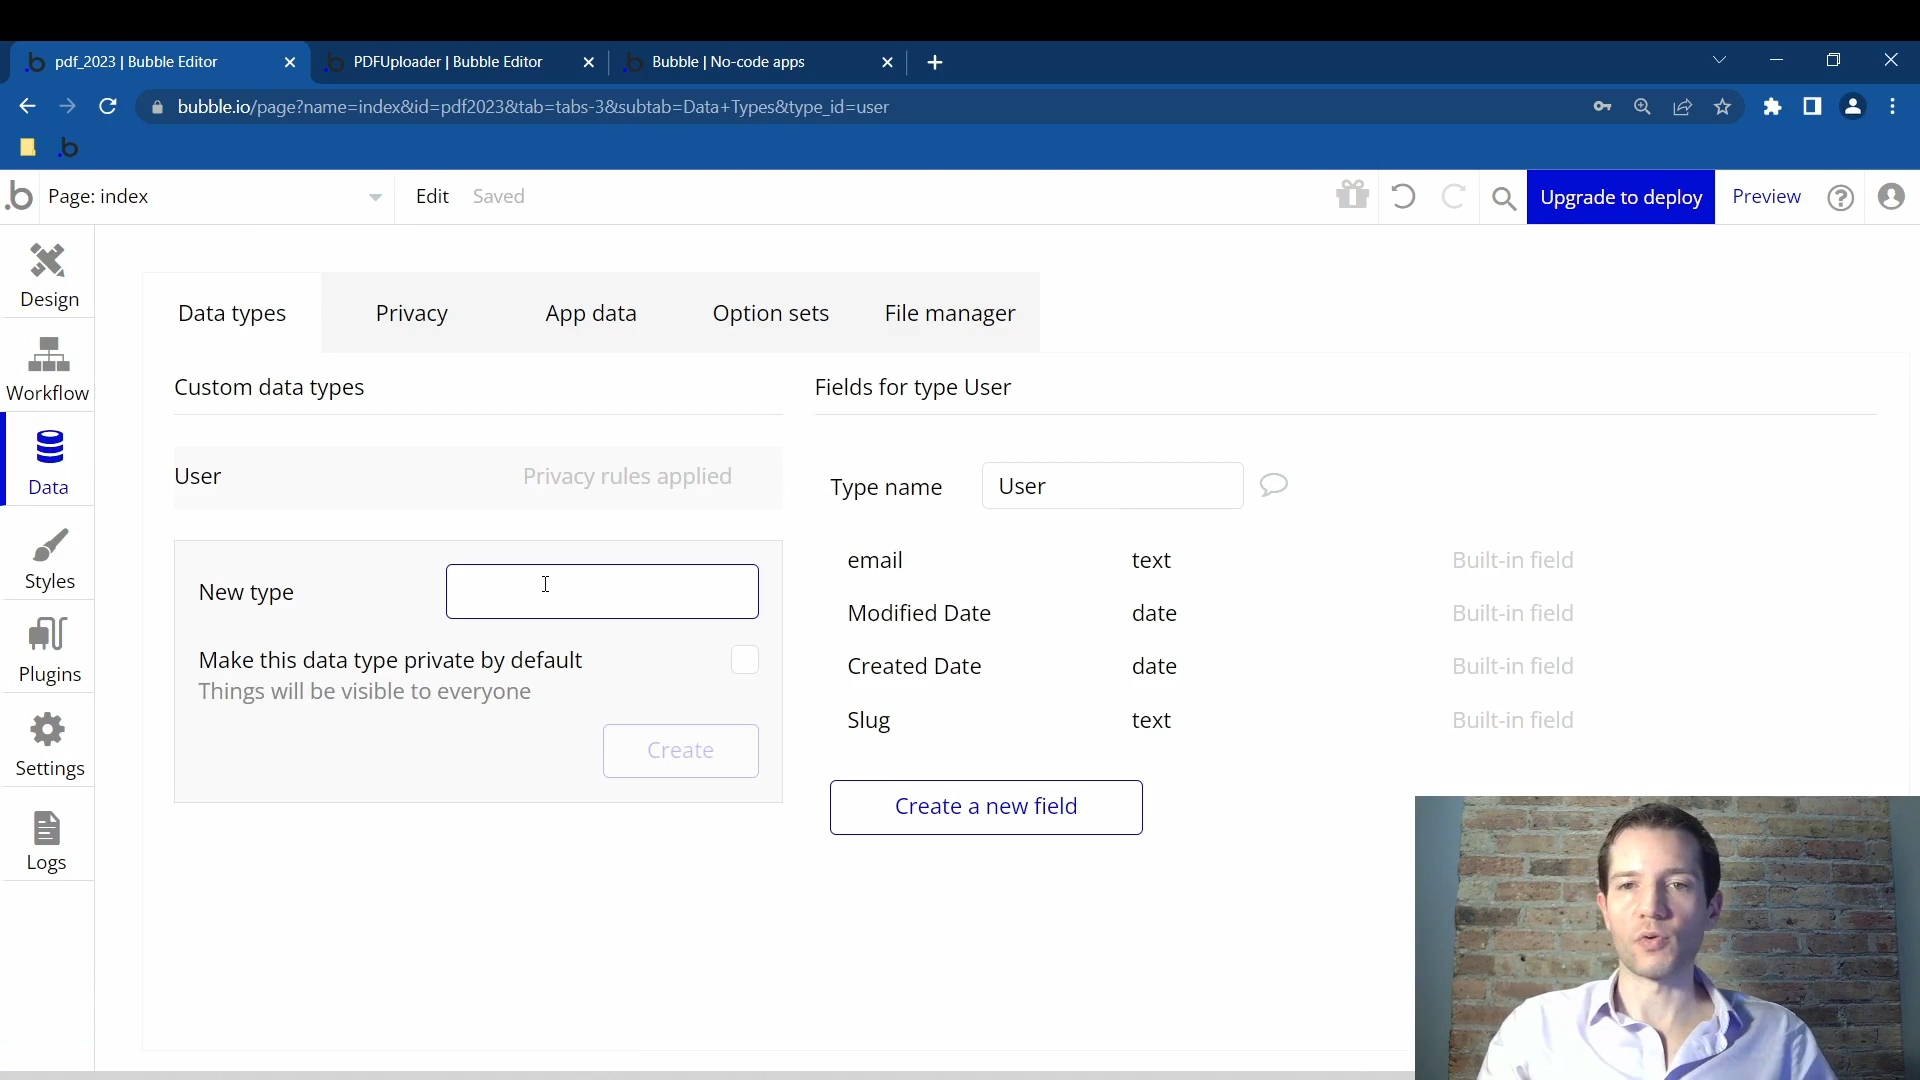 pdf_2023 | Bubble Editor
PDFUploader | Bubble Editor
Bubble | No-code apps
bubble.io/page?name=index&id=pdf2023&tab=tabs-3&subtab=Data+Types&type_id=user
.b
b Page: index
Edit
Saved
Upgrade to deploy
Preview
Design
Workflow
Data
Styles
Plugins
Settings
Logs
Data types
Privacy
App data
Option sets
File manager
Custom data types
User
Privacy rules applied
New type
Make this data type private by default
Things will be visible to everyone
Create
Fields for type User
Type name
User
email text Built-in field
Modified Date date Built-in field
Created Date date Built-in field
Slug text Built-in field
Create a new field